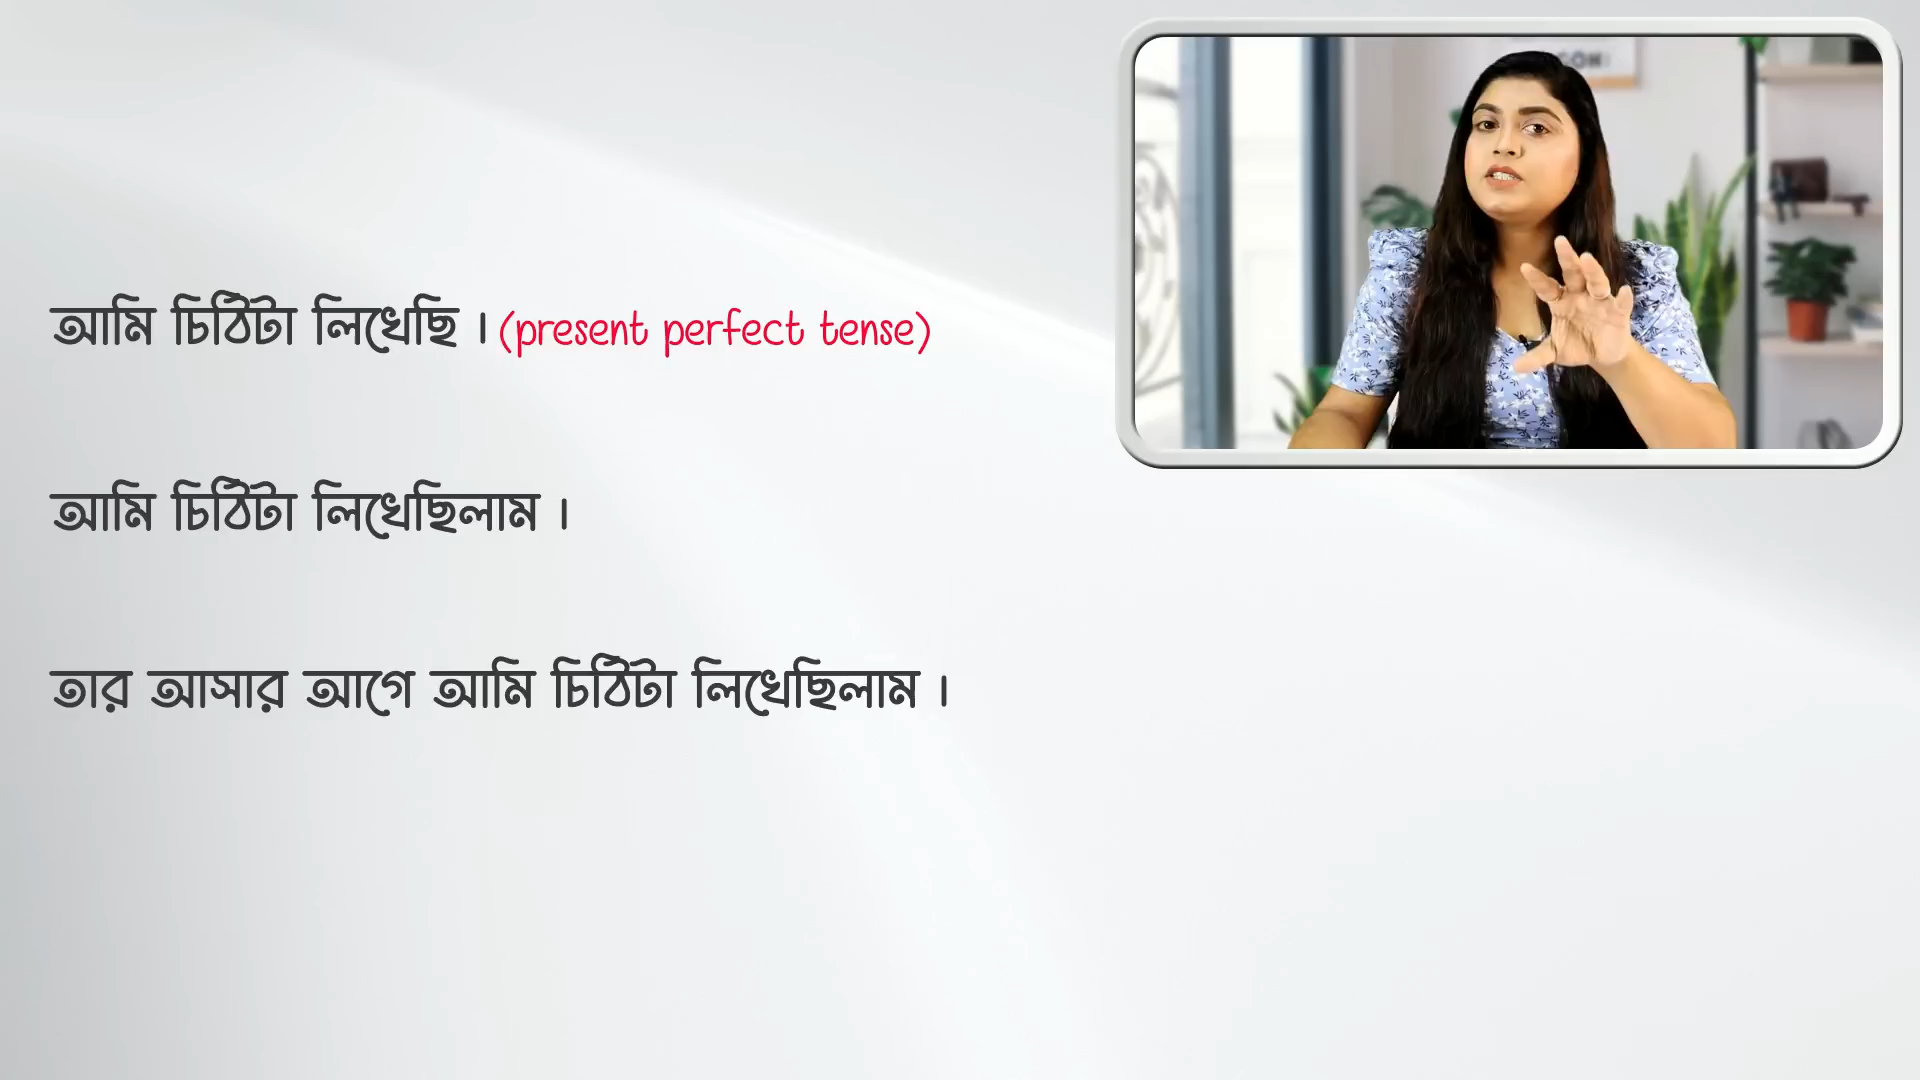 আমি চিঠিটা লিখেছি । (present perfect tense)
আমি চিঠিটা লিখেছিলাম ।
তার আসার আগে আমি চিঠিটা লিখেছিলাম ।